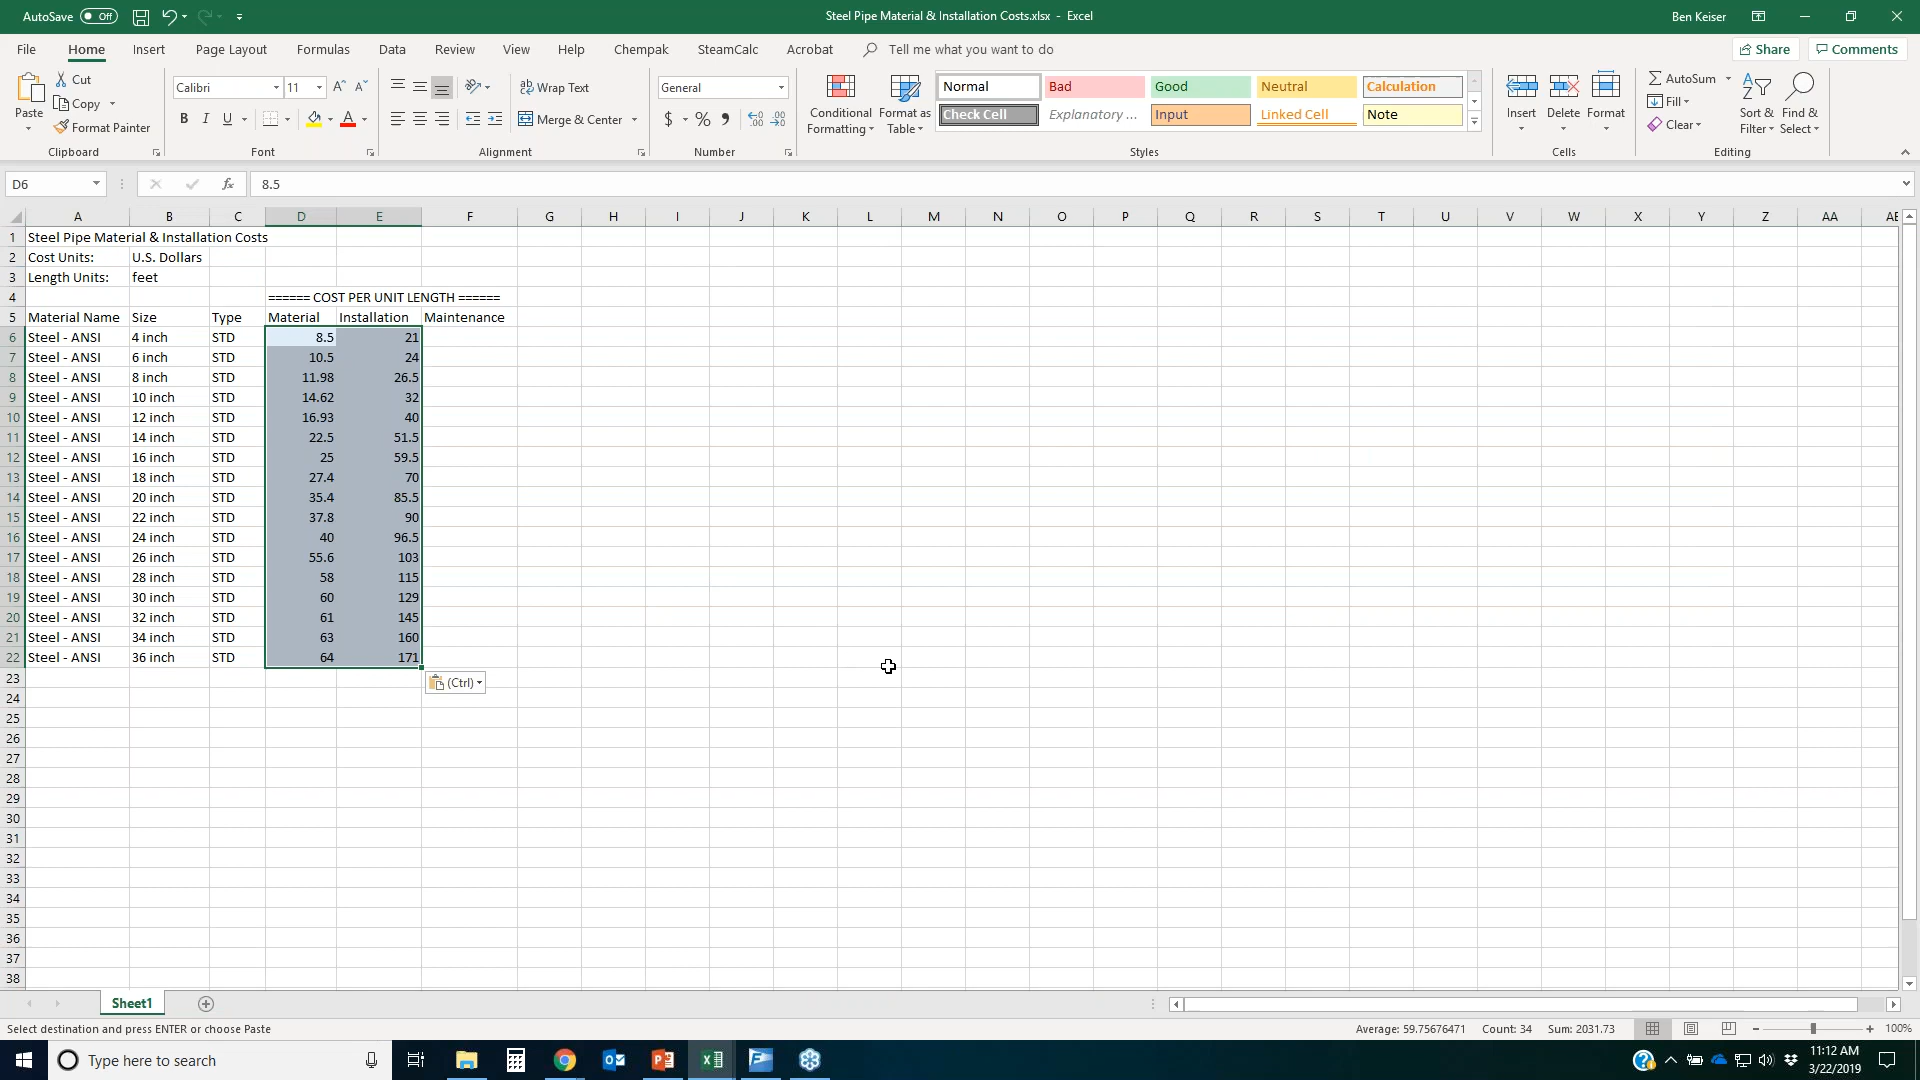 AutoSave Off Steel Pipe Material & Installation Costs.xlsx - Excel Ben Keiser
File Home Insert Page Layout Formulas Data Review View Help Chempak SteamCalc Acrobat Tell me what you want to do Share Comments
Paste Cut Copy Format Painter
Clipboard
Calibri 11
B I U
Font
Wrap Text
Merge & Center
Alignment
General
$ % 9
Number
Conditional Formatting
Format as Table
Normal Bad Good Neutral Calculation
Check Cell Explanatory ... Input Linked Cell Note
Styles
Insert Delete Format
Cells
AutoSum
Fill
Clear
Sort & Filter
Find & Select
Editing
D6 fx 8.5
A B C D E F G H I J K L M N O P Q R S T U V W X Y Z AA AE
1 Steel Pipe Material & Installation Costs
2 Cost Units: U.S. Dollars
3 Length Units: feet
4 ====== COST PER UNIT LENGTH ======
5 Material Name Size Type Material Installation Maintenance
6 Steel - ANSI 4 inch STD 8.5 21
7 Steel - ANSI 6 inch STD 10.5 24
8 Steel - ANSI 8 inch STD 11.98 26.5
9 Steel - ANSI 10 inch STD 14.62 32
10 Steel - ANSI 12 inch STD 16.93 40
11 Steel - ANSI 14 inch STD 22.5 51.5
12 Steel - ANSI 16 inch STD 25 59.5
13 Steel - ANSI 18 inch STD 27.4 70
14 Steel - ANSI 20 inch STD 35.4 85.5
15 Steel - ANSI 22 inch STD 37.8 90
16 Steel - ANSI 24 inch STD 40 96.5
17 Steel - ANSI 26 inch STD 55.6 103
18 Steel - ANSI 28 inch STD 58 115
19 Steel - ANSI 30 inch STD 60 129
20 Steel - ANSI 32 inch STD 61 145
21 Steel - ANSI 34 inch STD 63 160
22 Steel - ANSI 36 inch STD 64 171
23 (Ctrl)
24
25
26
27
28
29
30
31
32
33
34
35
36
37
38
Sheet1
Select destination and press ENTER or choose Paste Average: 59.75676471 Count: 34 Sum: 2031.73 100%
Type here to search 11:12 AM
3/22/2019